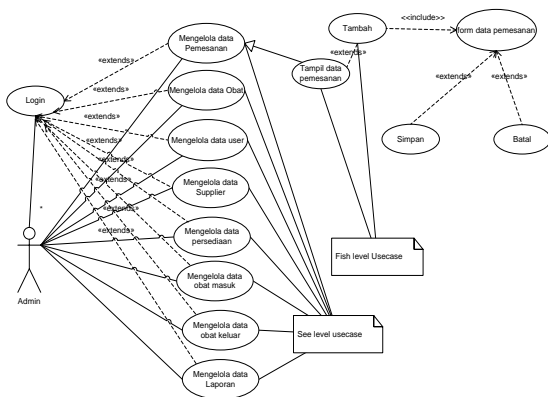 Mengelola data
Pemesanan
Tambah
<<include>>
form data pemesanan
«extends»
«extends»
Tampil data
pemesanan
«extends»
«extends»
Login
Mengelola data Obat
«extends»
Mengelola data user
«extends»
Simpan
Batal
«extends»
«extends»
Mengelola data
Supplier
«extends»
*
«extends»
Mengelola data
persediaan
Admin
Mengelola data
obat masuk
Fish level Usecase
Mengelola data
obat keluar
See level usecase
Mengelola data
Laporan